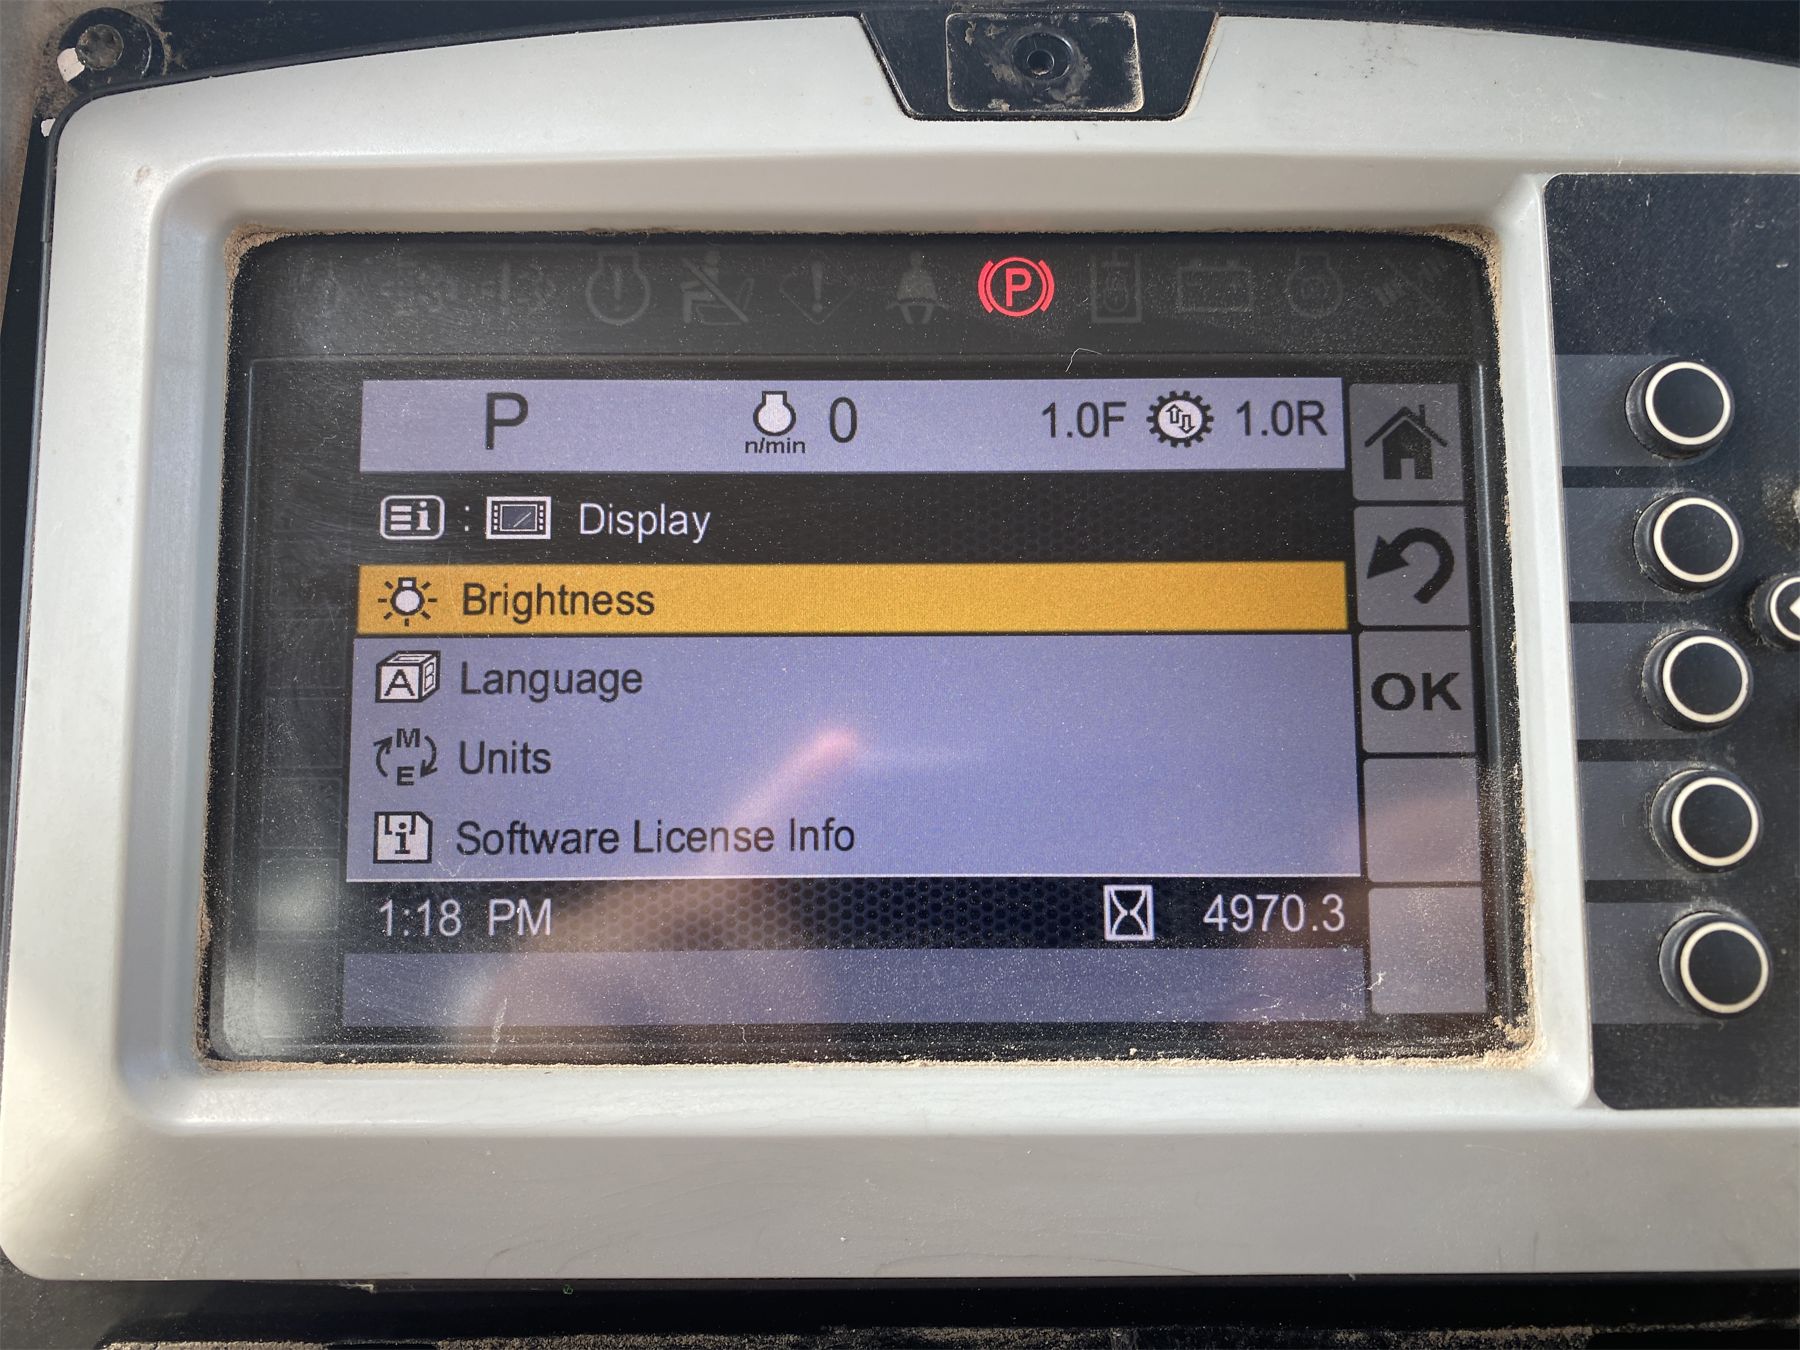 P
P n/min 0 1.0F 1.0R
i : Display
Brightness
OK
AB Language
M E Units
i Software License Info
1:18 PM 4970.3